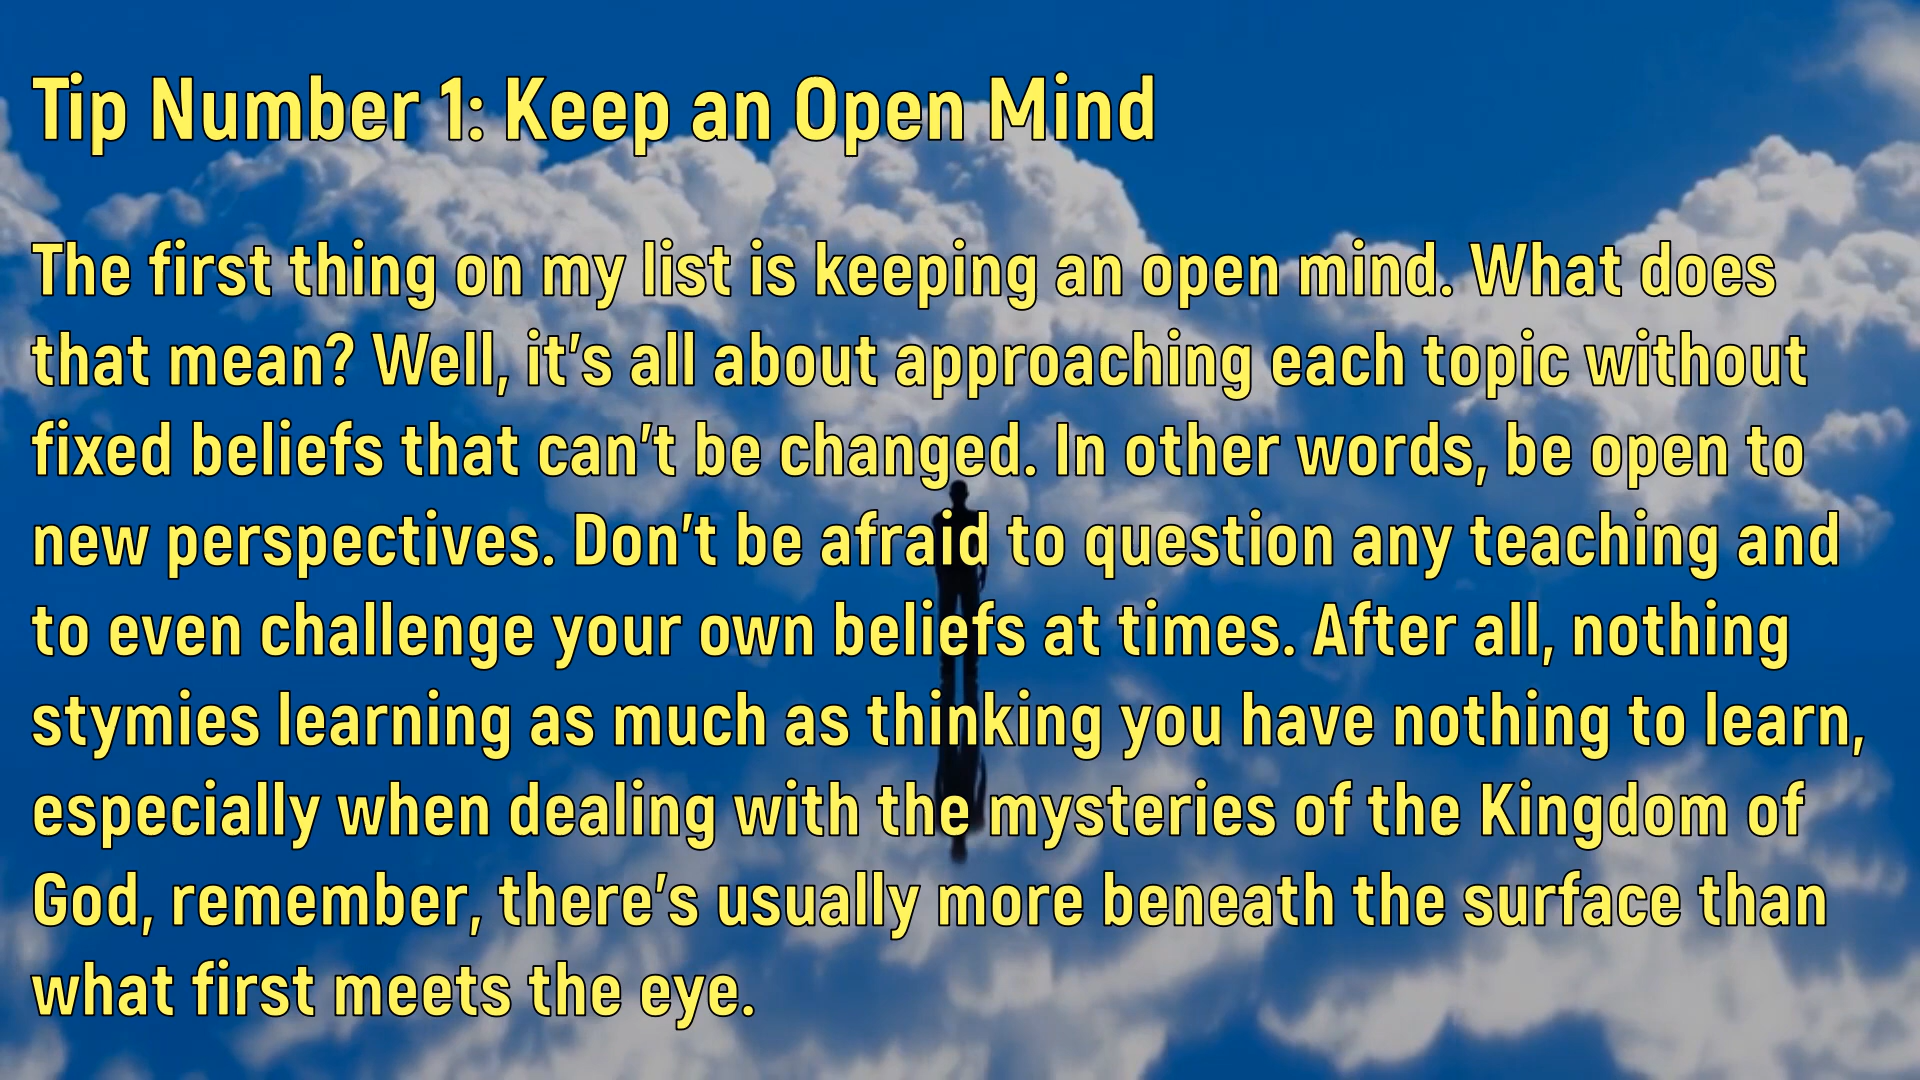 Tip Number 1: Keep an Open Mind
The first thing on my list is keeping an open mind. What does
that mean? Well, it’s all about approaching each topic without
fixed beliefs that can’t be changed. In other words, be open to
new perspectives. Don’t be afraid to question any teaching and
to even challenge your own beliefs at times. After all, nothing
stymies learning as much as thinking you have nothing to learn,
especially when dealing with the mysteries of the Kingdom of
God, remember, there’s usually more beneath the surface than
what first meets the eye.